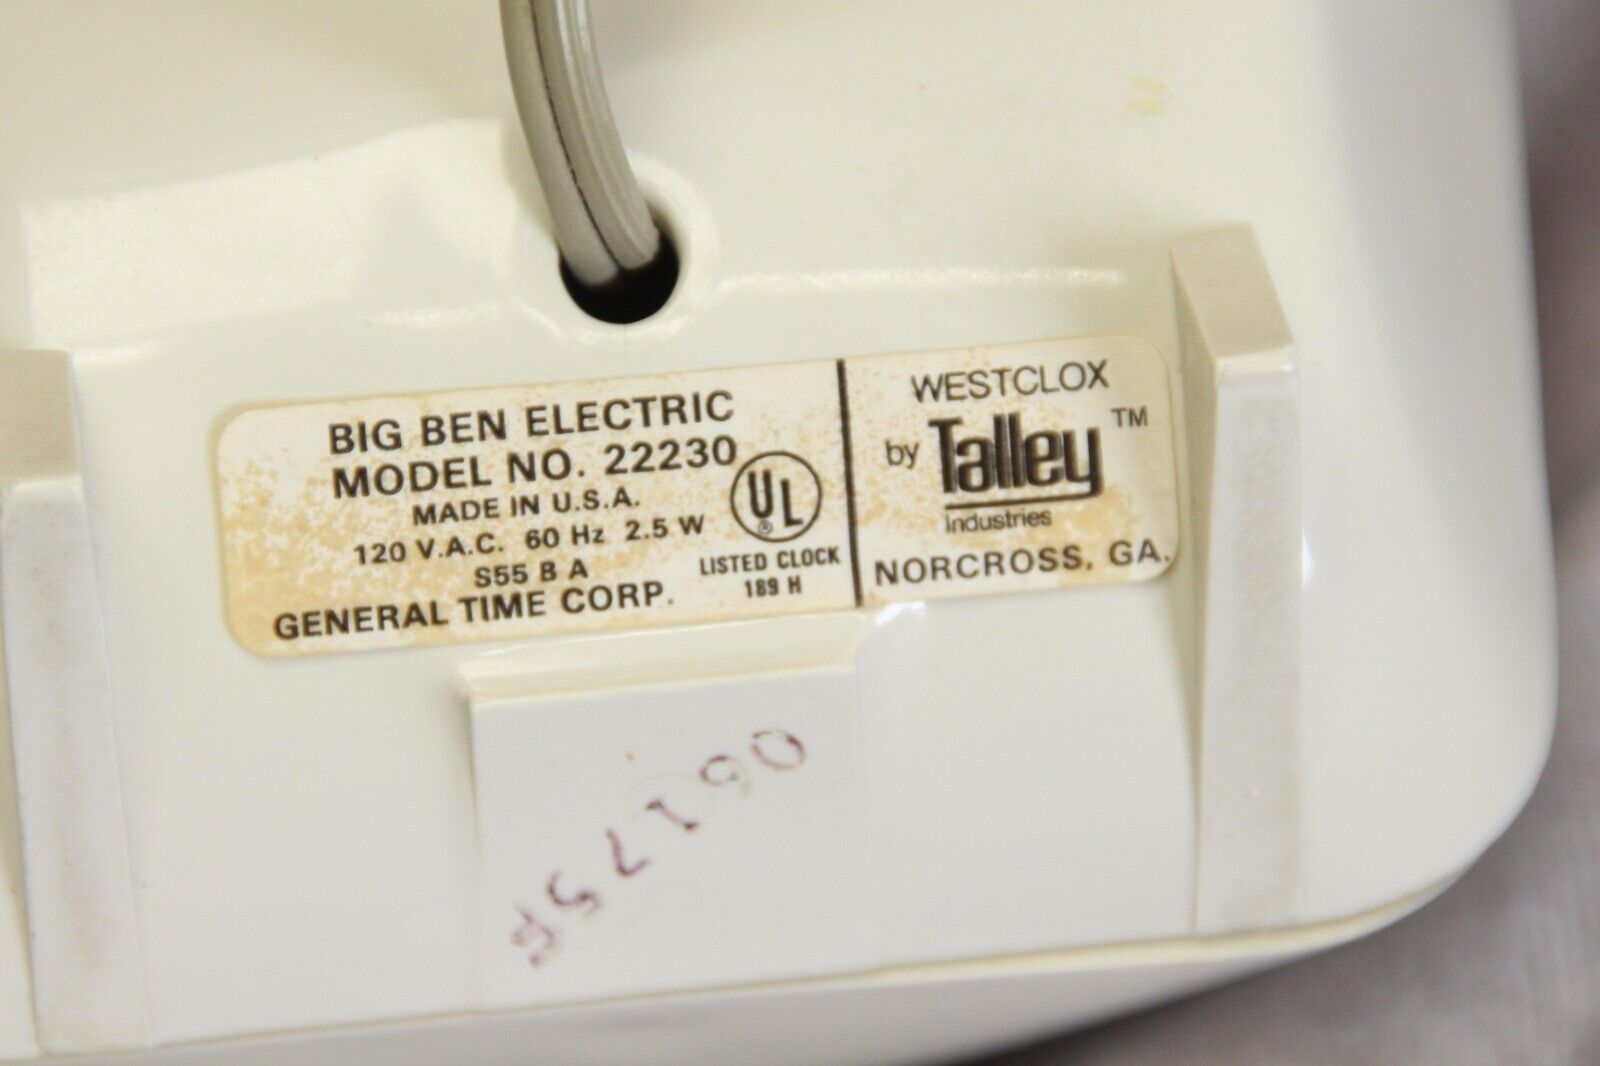 BIG BEN ELECTRIC
MODEL NO. 22230
MADE IN U.S.A.
120 V.A.C. 60 Hz 2.5 W
S55 B A
GENERAL TIME CORP.
UL
®
LISTED CLOCK
189 H
WESTCLOX
by Talley ™
Industries
NORCROSS, GA.